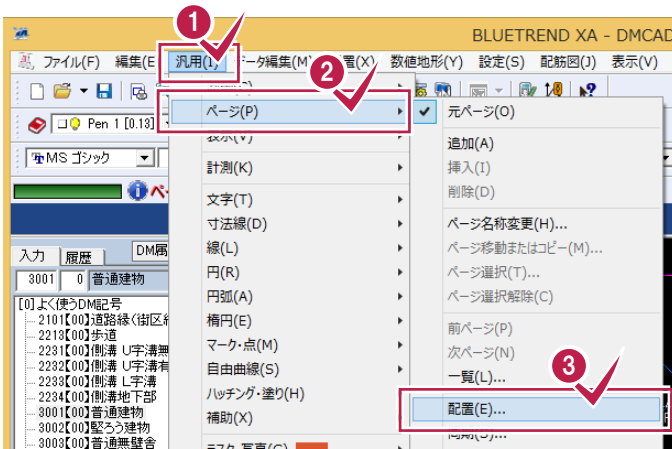 BLUETREND XA - DMCAD
1
ファイル(F) 編集(E 汎用(I) データ編集(M) 置(X) 数値地形(Y) 設定(S) 配筋図(J) 表示(V)
2
Pen 1 [0.13]
ページ(P)
元ページ(O)
表示(V)
追加(A)
MS ゴシック
計測(K)
挿入(I)
削除(D)
ペ
文字(T)
寸法線(D)
ページ名称変更(H)...
入力 履歴 DM属
線(L)
ページ移動またはコピー(M)...
3001 0 普通建物
円(R)
ページ選択(T)...
[0]よく使うDM記号
円弧(A)
ページ選択解除(C)
2101【00】道路縁(街区
楕円(E)
2213【00】歩道
前ページ(P)
2231【00】側溝 U字溝無
マーク・点(M)
次ページ(N)
2232【00】側溝 U字溝有
自由曲線(S)
3
2233【00】側溝 L字溝
一覧(L)...
2234【00】側溝地下部
ハッチング・塗り(H)
3001【00】普通建物
補助(X)
配置(E)...
3002【00】堅ろう建物
3003【00】普通無壁舎